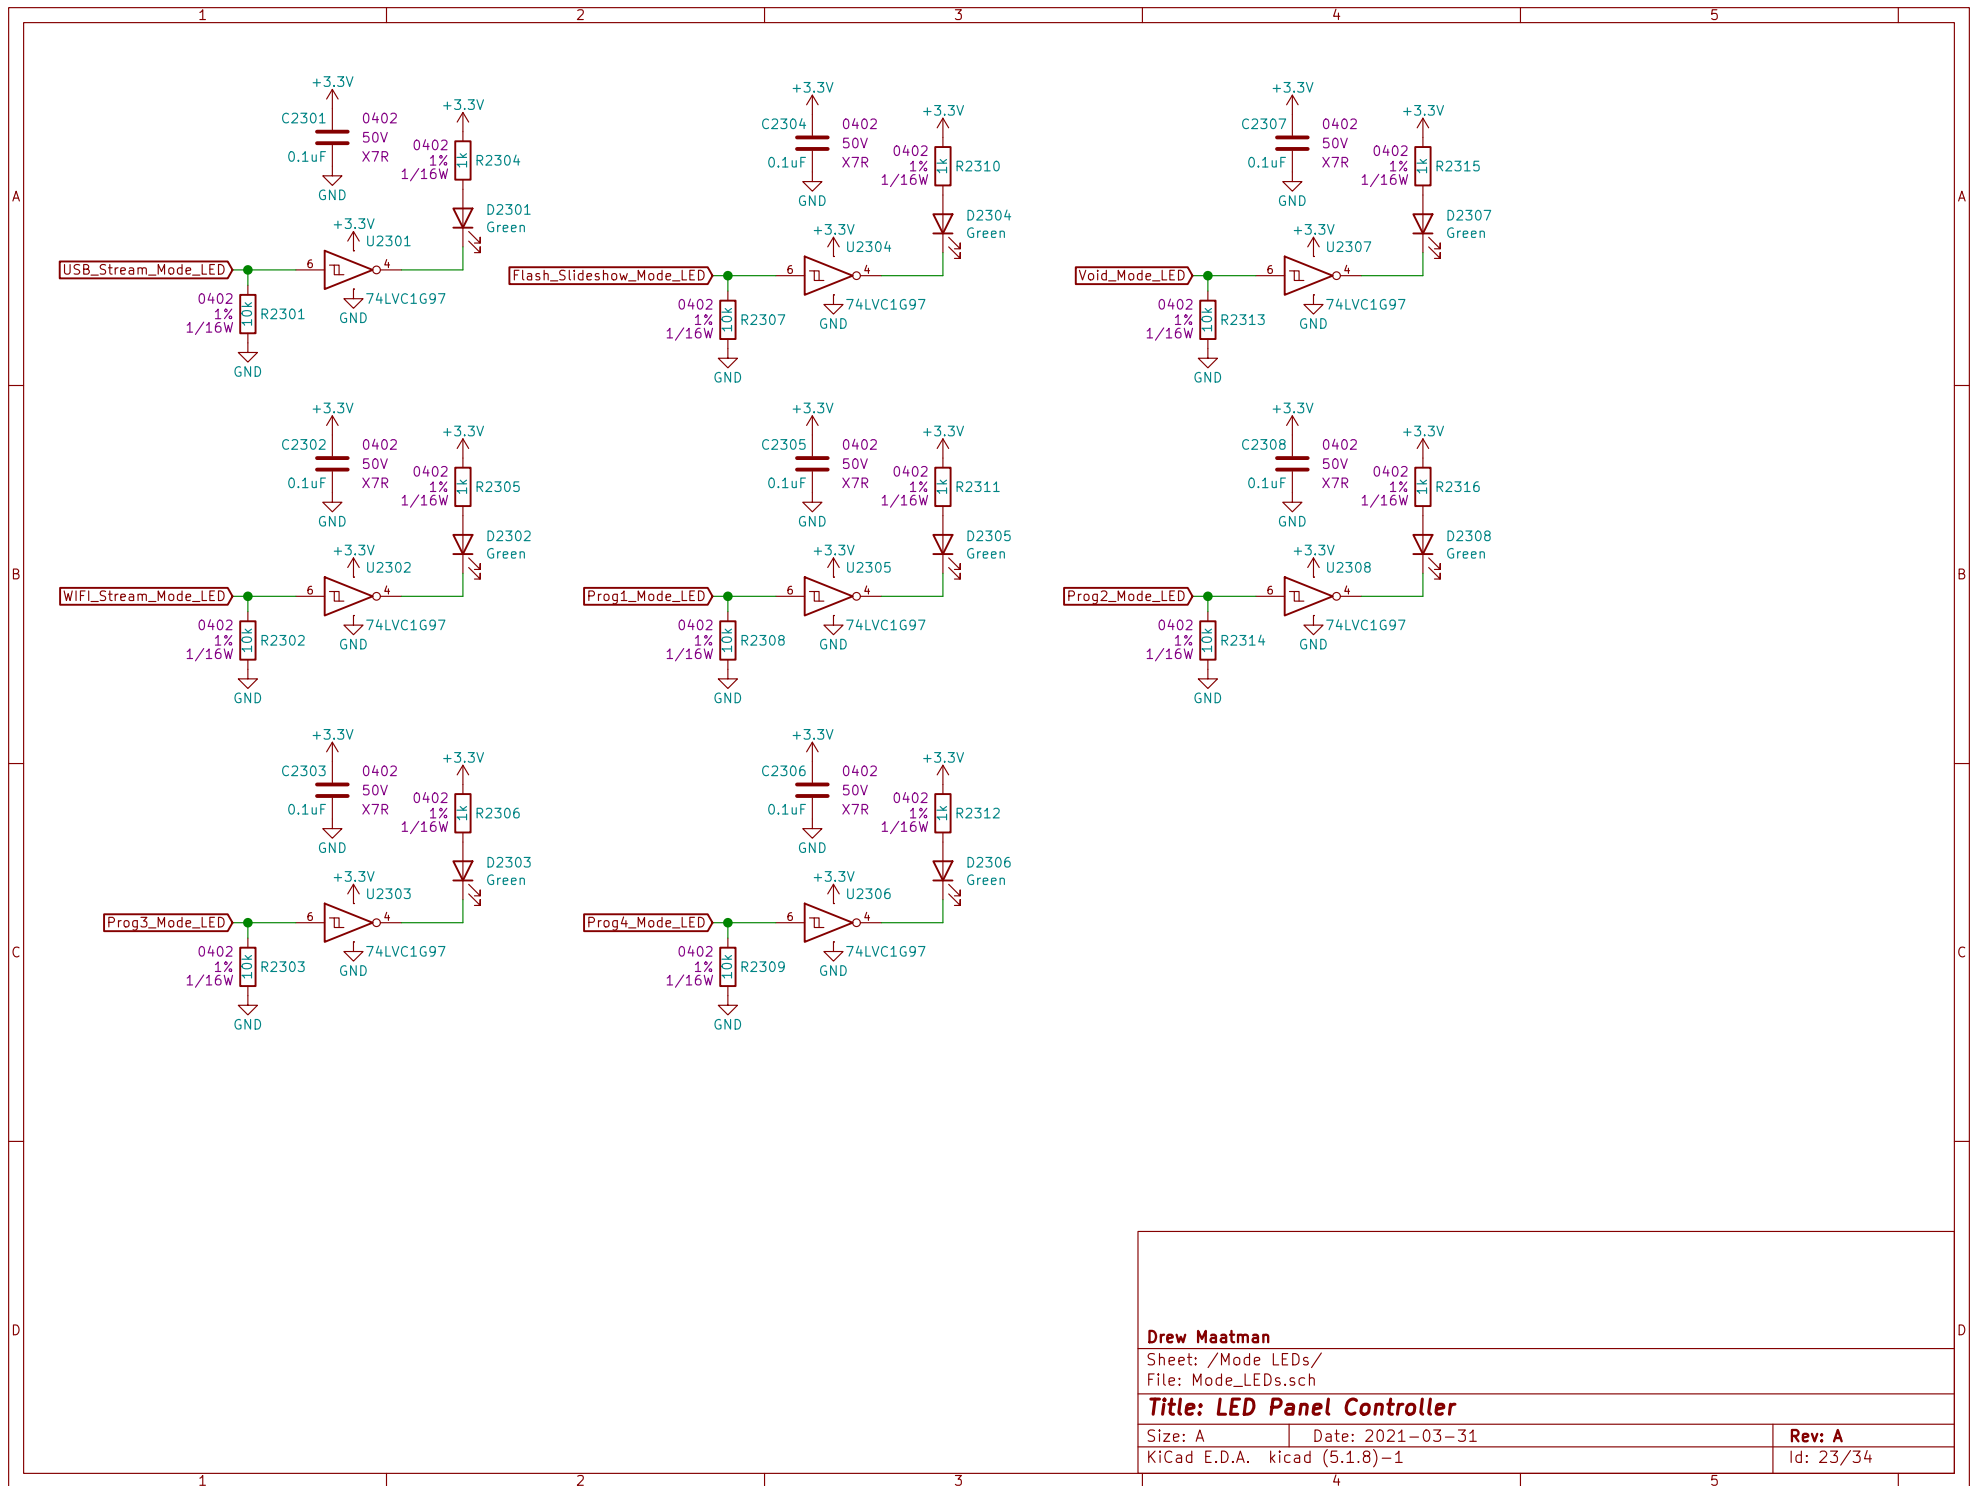 1 2 3 4 5
A
B
C
D
+3.3V
C2301 0402
50V
0.1uF X7R
GND
+3.3V
0402
1%
1/16W
1k
R2304
D2301
Green
+3.3V
U2301
USB_Stream_Mode_LED
6 4
74LVC1G97
GND
0402
1%
1/16W
10k
R2301
GND
+3.3V
C2304 0402
50V
0.1uF X7R
GND
+3.3V
0402
1%
1/16W
1k
R2310
D2304
Green
+3.3V
U2304
Flash_Slideshow_Mode_LED
6 4
74LVC1G97
GND
0402
1%
1/16W
10k
R2307
GND
+3.3V
C2307 0402
50V
0.1uF X7R
GND
+3.3V
0402
1%
1/16W
1k
R2315
D2307
Green
+3.3V
U2307
Void_Mode_LED
6 4
74LVC1G97
GND
0402
1%
1/16W
10k
R2313
GND
+3.3V
C2302 0402
50V
0.1uF X7R
GND
+3.3V
0402
1%
1/16W
1k
R2305
D2302
Green
+3.3V
U2302
WIFI_Stream_Mode_LED
6 4
74LVC1G97
GND
0402
1%
1/16W
10k
R2302
GND
+3.3V
C2305 0402
50V
0.1uF X7R
GND
+3.3V
0402
1%
1/16W
1k
R2311
D2305
Green
+3.3V
U2305
Prog1_Mode_LED
6 4
74LVC1G97
GND
0402
1%
1/16W
10k
R2308
GND
+3.3V
C2308 0402
50V
0.1uF X7R
GND
+3.3V
0402
1%
1/16W
1k
R2316
D2308
Green
+3.3V
U2308
Prog2_Mode_LED
6 4
74LVC1G97
GND
0402
1%
1/16W
10k
R2314
GND
+3.3V
C2303 0402
50V
0.1uF X7R
GND
+3.3V
0402
1%
1/16W
1k
R2306
D2303
Green
+3.3V
U2303
Prog3_Mode_LED
6 4
74LVC1G97
GND
0402
1%
1/16W
10k
R2303
GND
+3.3V
C2306 0402
50V
0.1uF X7R
GND
+3.3V
0402
1%
1/16W
1k
R2312
D2306
Green
+3.3V
U2306
Prog4_Mode_LED
6 4
74LVC1G97
GND
0402
1%
1/16W
10k
R2309
GND
A
B
C
D
Drew Maatman
Sheet: /Mode LEDs/
File: Mode_LEDs.sch
Title: LED Panel Controller
Size: A Date: 2021-03-31 Rev: A
KiCad E.D.A. kicad (5.1.8)-1 Id: 23/34
1 2 3 4 5